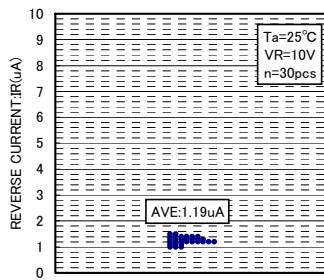 REVERSE CURRENT:IR(uA)
10
9
8
7
6
5
4
3
2
1
0
Ta=25℃
VR=10V
n=30pcs
AVE:1.19uA